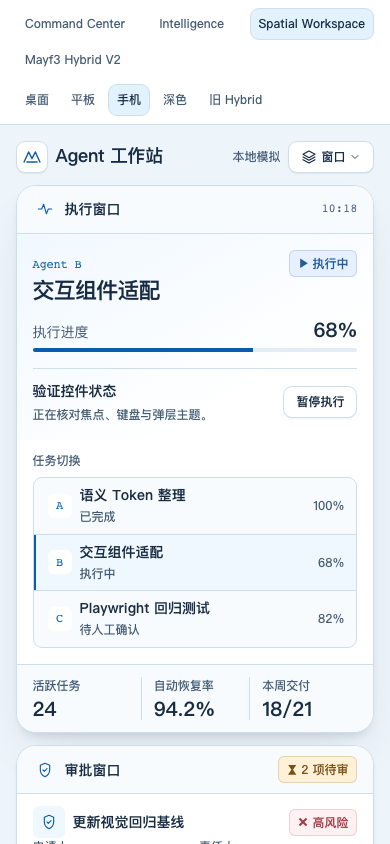 Command Center Intelligence Spatial Workspace
Mayf3 Hybrid V2
桌面 平板 手机 深色 旧 Hybrid
Agent 工作站 本地模拟 窗口
执行窗口 10:18
Agent B 执行中
交互组件适配
执行进度 68%
验证控件状态
正在核对焦点、键盘与弹层主题。 暂停执行
任务切换
A 语义 Token 整理 100%
已完成
B 交互组件适配 68%
执行中
C Playwright 回归测试 82%
待人工确认
活跃任务 自动恢复率 本周交付
24 94.2% 18/21
审批窗口 2 项待审
更新视觉回归基线 高风险